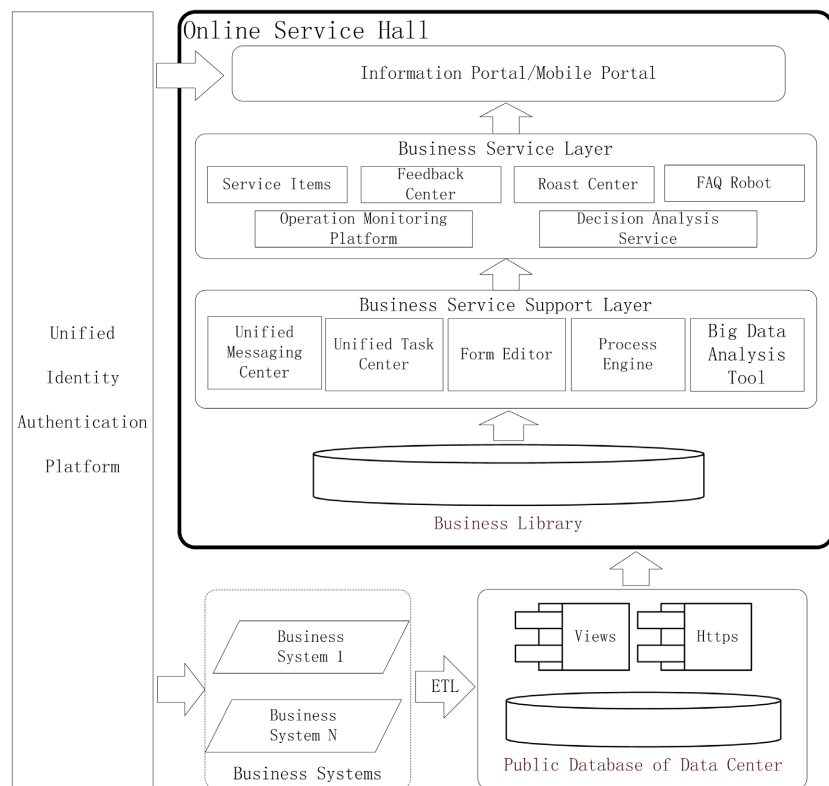 Online Service Hall
Information Portal/Mobile Portal
Business Service Layer
Service Items
Feedback
Center
Roast Center
FAQ Robot
Operation Monitoring
Platform
Decision Analysis
Service
Business Service Support Layer
Unified
Messaging
Center
Unified Task
Center
Form Editor
Process
Engine
Big Data
Analysis
Tool
Business Library
Unified
Identity
Authentication
Platform
Business
System 1
Business
System N
Business Systems
ETL
Views
Https
Public Database of Data Center